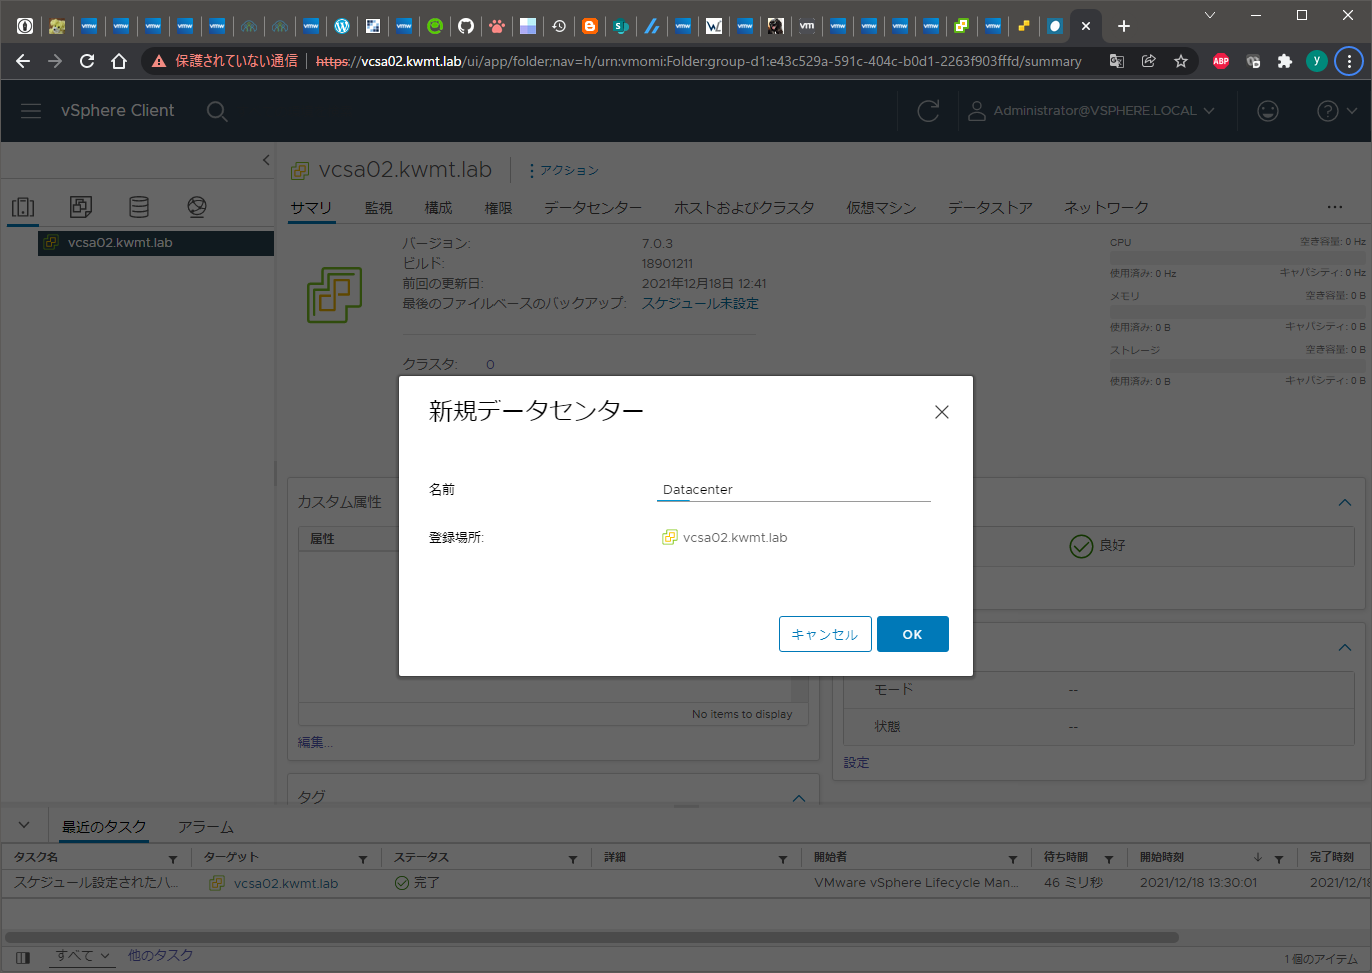 保護されていない通信 https://vcsa02.kwmt.lab/ui/app/folder;nav=h/urn:vmomi:Folder:group-d1:e43c529a-591c-404c-b0d1-2263f903fffd/summary ABP y
vSphere Client Administrator@VSPHERE.LOCAL
vcsa02.kwmt.lab
vcsa02.kwmt.lab アクション
サマリ 監視 構成 権限 データセンター ホストおよびクラスタ 仮想マシン データストア ネットワーク ...
バージョン: 7.0.3
ビルド: 18901211
前回の更新日: 2021年12月18日 12:41
最後のファイルベースのバックアップ: スケジュール未設定
クラスタ: 0
CPU 空き容量: 0 Hz
使用済み: 0 Hz キャパシティ: 0 Hz
メモリ 空き容量: 0 B
使用済み: 0 B キャパシティ: 0 B
ストレージ 空き容量: 0 B
使用済み: 0 B キャパシティ: 0 B
新規データセンター
名前 Datacenter
登録場所: vcsa02.kwmt.lab
キャンセル OK
カスタム属性
属性
No items to display
編集...
タグ
良好
モード --
状態 --
設定
最近のタスク アラーム
タスク名 ターゲット ステータス 詳細 開始者 待ち時間 開始時刻 完了時刻
スケジュール設定されたハ... vcsa02.kwmt.lab 完了 VMware vSphere Lifecycle Man... 46 ミリ秒 2021/12/18 13:30:01 2021/12/18
すべて 他のタスク 1 個のアイテム